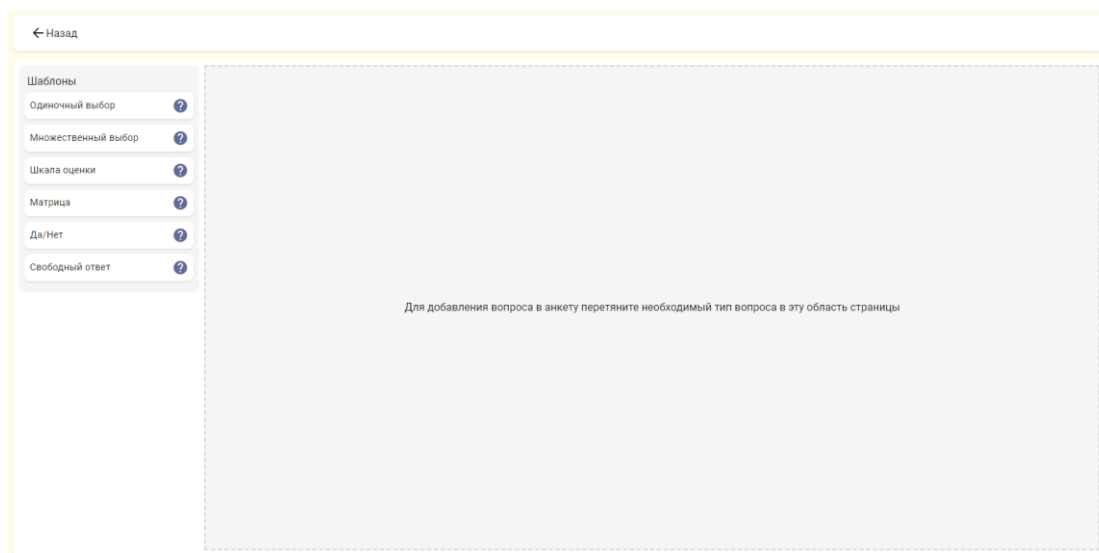 Назад
Шаблоны
Одиночный выбор
Множественный выбор
Шкала оценки
Матрица
Да/Нет
Свободный ответ
Для добавления вопроса в анкету перетяните необходимый тип вопроса в эту область страницы